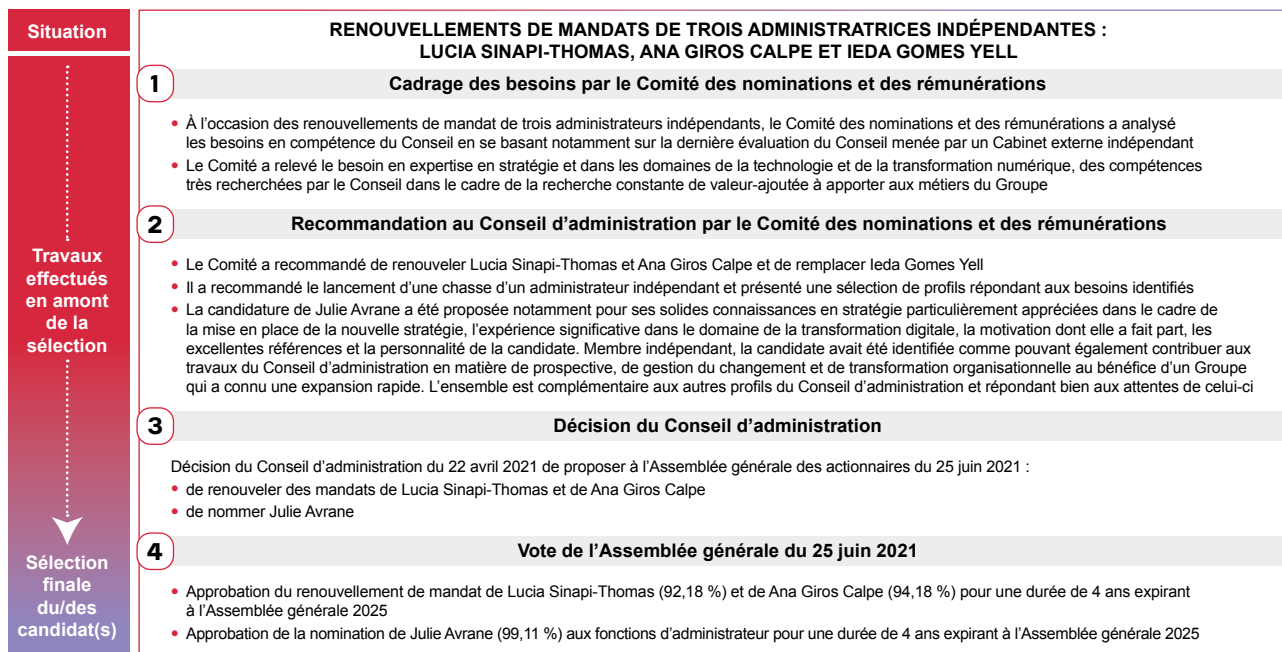 Situation
RENOUVELLEMENTS DE MANDATS DE TROIS ADMINISTRATRICES INDÉPENDANTES :
LUCIA SINAPI-THOMAS, ANA GIROS CALPE ET IEDA GOMES YELL
1
Cadrage des besoins par le Comité des nominations et des rémunérations
• À l’occasion des renouvellements de mandat de trois administrateurs indépendants, le Comité des nominations et des rémunérations a analysé
les besoins en compétence du Conseil en se basant notamment sur la dernière évaluation du Conseil menée par un Cabinet externe indépendant
• Le Comité a relevé le besoin en expertise en stratégie et dans les domaines de la technologie et de la transformation numérique, des compétences
très recherchées par le Conseil dans le cadre de la recherche constante de valeur-ajoutée à apporter aux métiers du Groupe
Travaux
effectués
en amont
de la
sélection
2
Recommandation au Conseil d’administration par le Comité des nominations et des rémunérations
• Le Comité a recommandé de renouveler Lucia Sinapi-Thomas et Ana Giros Calpe et de remplacer Ieda Gomes Yell
• Il a recommandé le lancement d’une chasse d’un administrateur indépendant et présenté une sélection de profils répondant aux besoins identifiés
• La candidature de Julie Avrane a été proposée notamment pour ses solides connaissances en stratégie particulièrement appréciées dans le cadre de
la mise en place de la nouvelle stratégie, l’expérience significative dans le domaine de la transformation digitale, la motivation dont elle a fait part, les
excellentes références et la personnalité de la candidate. Membre indépendant, la candidate avait été identifiée comme pouvant également contribuer aux
travaux du Conseil d’administration en matière de prospective, de gestion du changement et de transformation organisationnelle au bénéfice d’un Groupe
qui a connu une expansion rapide. L’ensemble est complémentaire aux autres profils du Conseil d’administration et répondant bien aux attentes de celui-ci
3
Décision du Conseil d’administration
Décision du Conseil d’administration du 22 avril 2021 de proposer à l’Assemblée générale des actionnaires du 25 juin 2021 :
• de renouveler des mandats de Lucia Sinapi-Thomas et de Ana Giros Calpe
• de nommer Julie Avrane
Sélection
finale
du/des
candidat(s)
4
Vote de l’Assemblée générale du 25 juin 2021
• Approbation du renouvellement de mandat de Lucia Sinapi-Thomas (92,18 %) et de Ana Giros Calpe (94,18 %) pour une durée de 4 ans expirant
à l’Assemblée générale 2025
• Approbation de la nomination de Julie Avrane (99,11 %) aux fonctions d’administrateur pour une durée de 4 ans expirant à l’Assemblée générale 2025